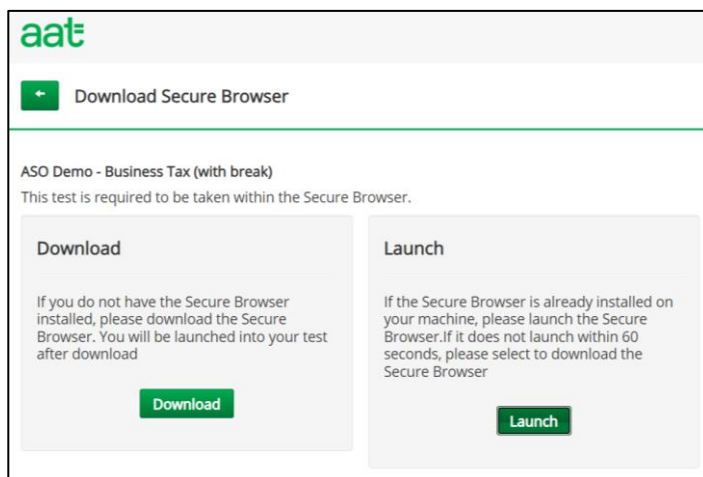 aat
Download Secure Browser
ASO Demo - Business Tax (with break)
This test is required to be taken within the Secure Browser.
Download
If you do not have the Secure Browser
installed, please download the Secure
Browser. You will be launched into your test
after download
Download
Launch
If the Secure Browser is already installed on
your machine, please launch the Secure
Browser.If it does not launch within 60
seconds, please select to download the
Secure Browser
Launch